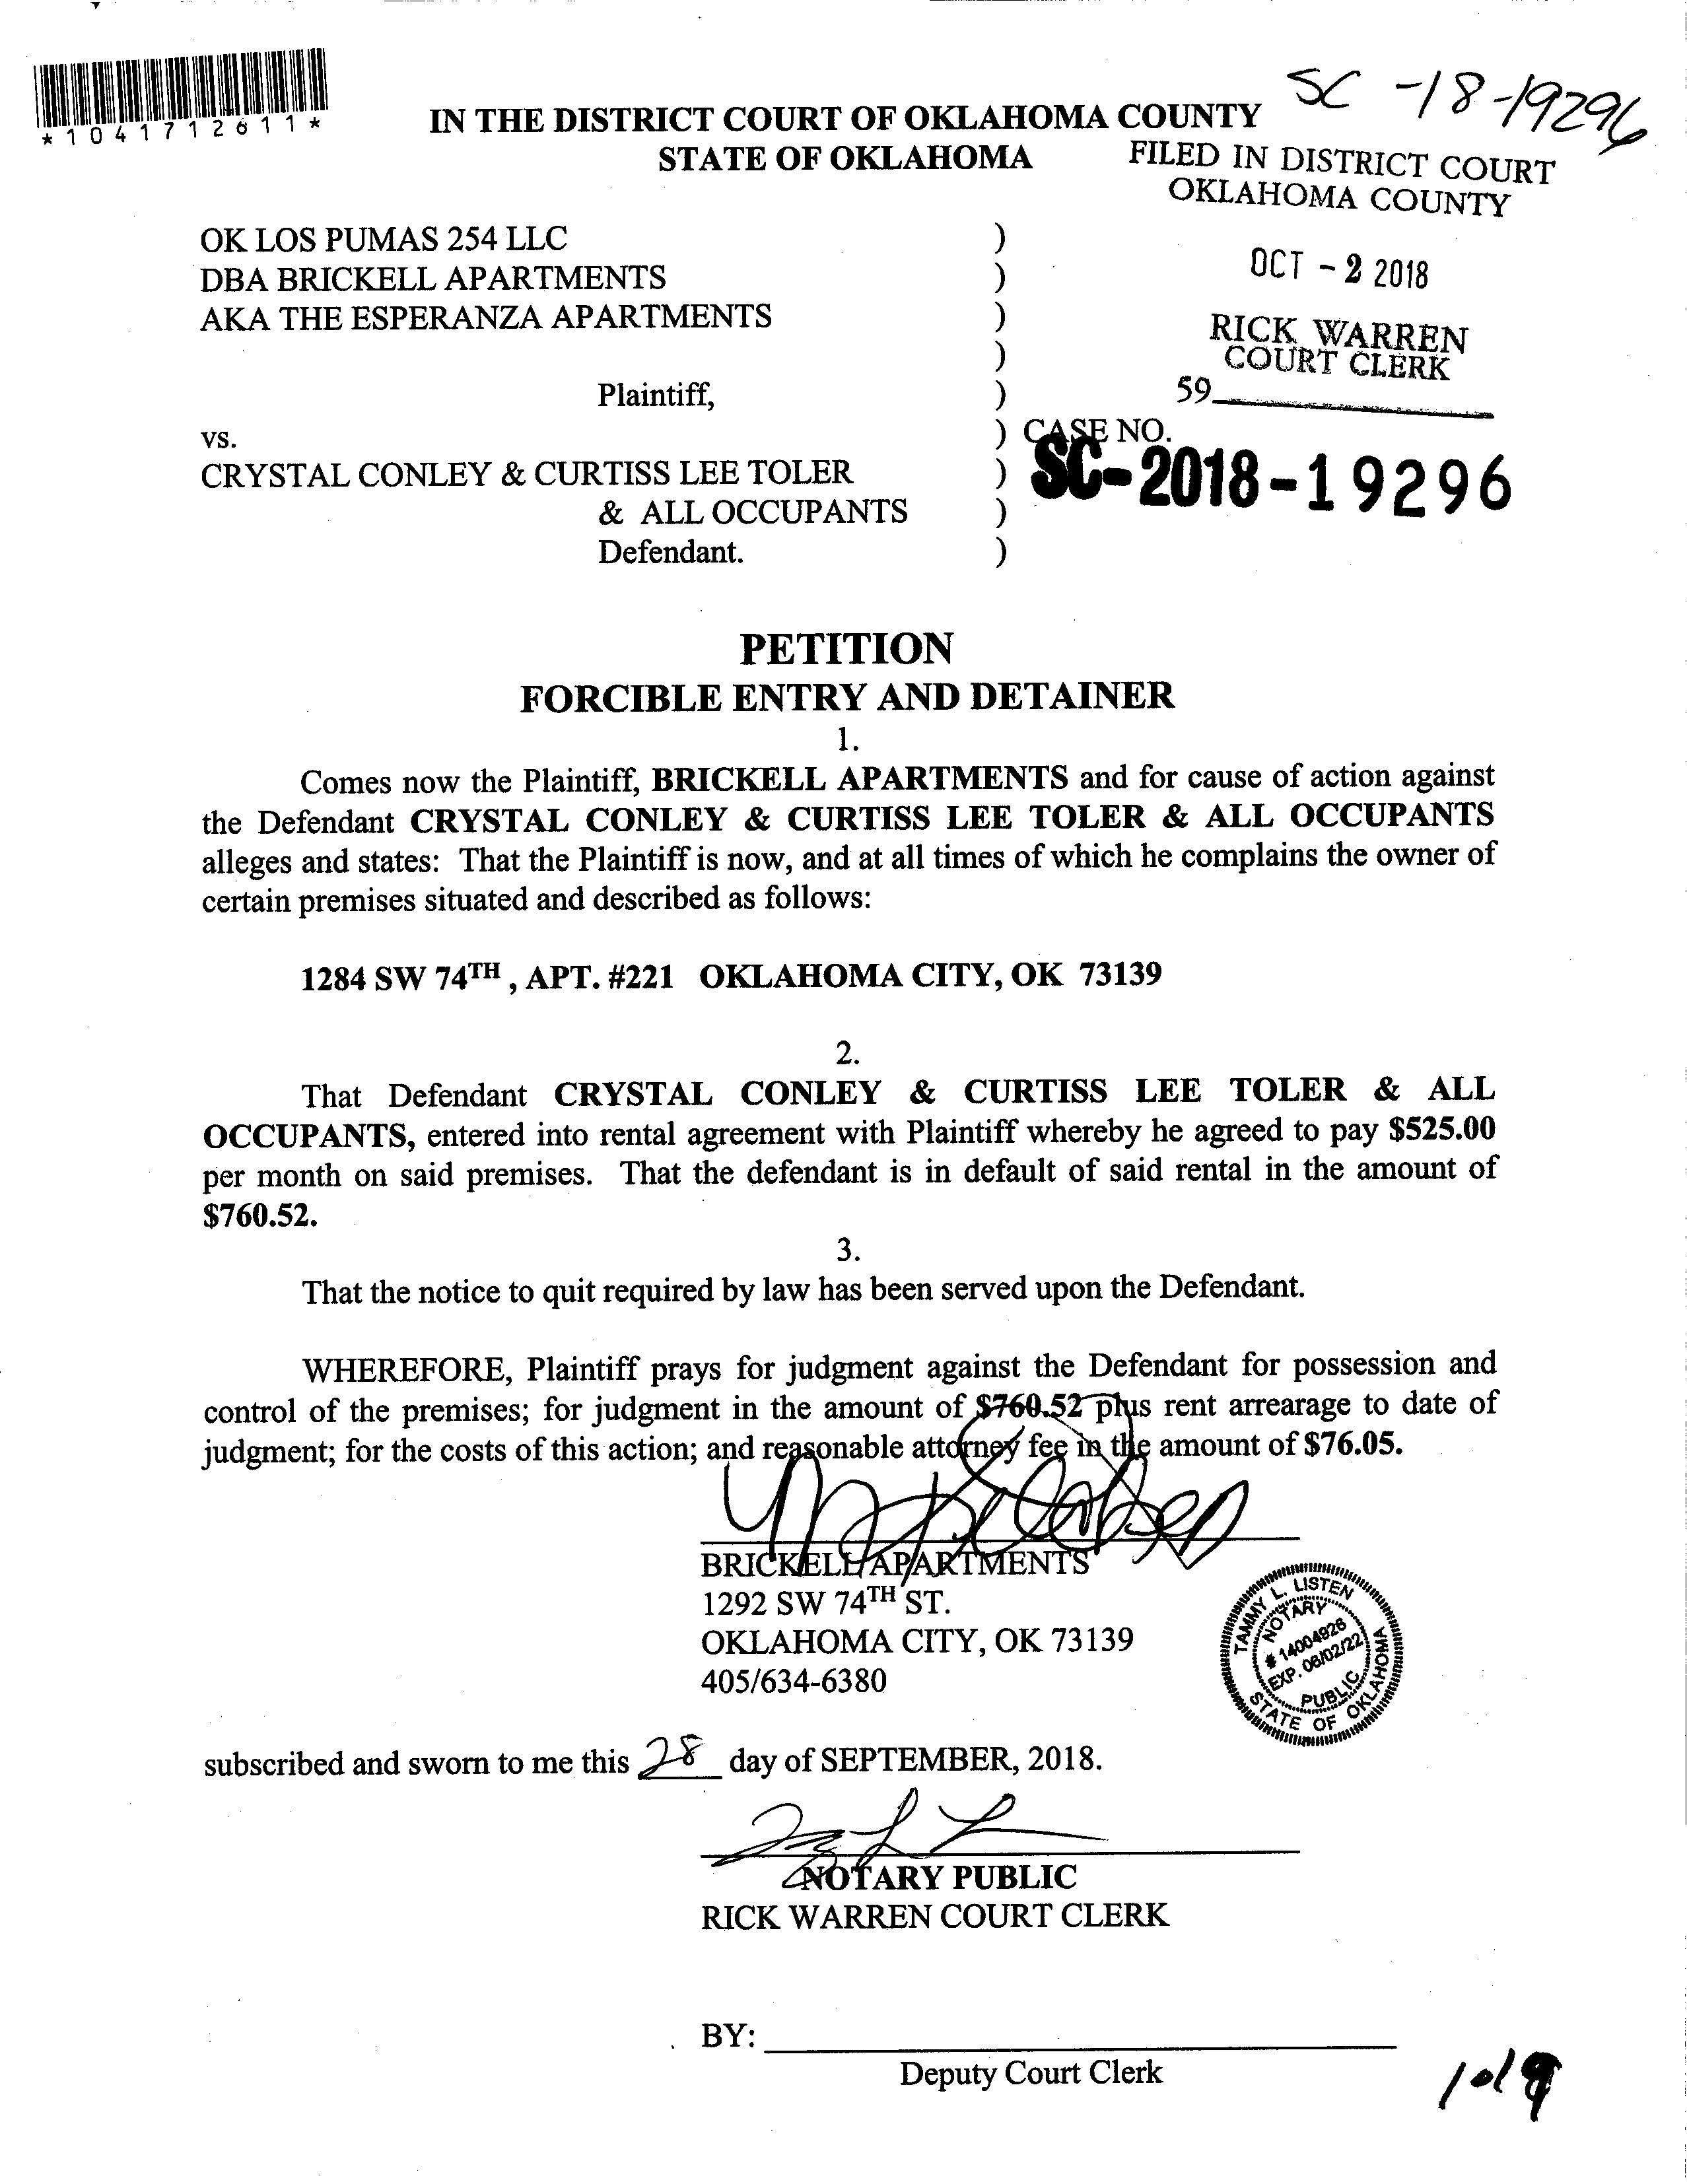 SC -18-19296
*1041712611*
IN THE DISTRICT COURT OF OKLAHOMA COUNTY
STATE OF OKLAHOMA
FILED IN DISTRICT COURT
OKLAHOMA COUNTY
OCT - 2 2018
RICK WARREN
COURT CLERK
59
OK LOS PUMAS 254 LLC )
DBA BRICKELL APARTMENTS )
AKA THE ESPERANZA APARTMENTS )
)
Plaintiff, )
vs. ) CASE NO.
SC-2018-19296
CRYSTAL CONLEY & CURTISS LEE TOLER )
& ALL OCCUPANTS )
Defendant. )
PETITION
FORCIBLE ENTRY AND DETAINER
1.
Comes now the Plaintiff, BRICKELL APARTMENTS and for cause of action against
the Defendant CRYSTAL CONLEY & CURTISS LEE TOLER & ALL OCCUPANTS
alleges and states: That the Plaintiff is now, and at all times of which he complains the owner of
certain premises situated and described as follows:
1284 SW 74TH , APT. #221 OKLAHOMA CITY, OK 73139
2.
That Defendant CRYSTAL CONLEY & CURTISS LEE TOLER & ALL
OCCUPANTS, entered into rental agreement with Plaintiff whereby he agreed to pay $525.00
per month on said premises. That the defendant is in default of said rental in the amount of
$760.52.
3.
That the notice to quit required by law has been served upon the Defendant.
WHEREFORE, Plaintiff prays for judgment against the Defendant for possession and
control of the premises; for judgment in the amount of $760.52 plus rent arrearage to date of
judgment; for the costs of this action; and reasonable attorney fee in the amount of $76.05.
BRICKELL APARTMENTS
1292 SW 74TH ST.
OKLAHOMA CITY, OK 73139
405/634-6380
TAMMY L. LISTEN
NOTARY
# 14004926
EXP. 06/02/22
PUBLIC
STATE OF OKLAHOMA
subscribed and sworn to me this 28 day of SEPTEMBER, 2018.
NOTARY PUBLIC
RICK WARREN COURT CLERK
BY:
Deputy Court Clerk